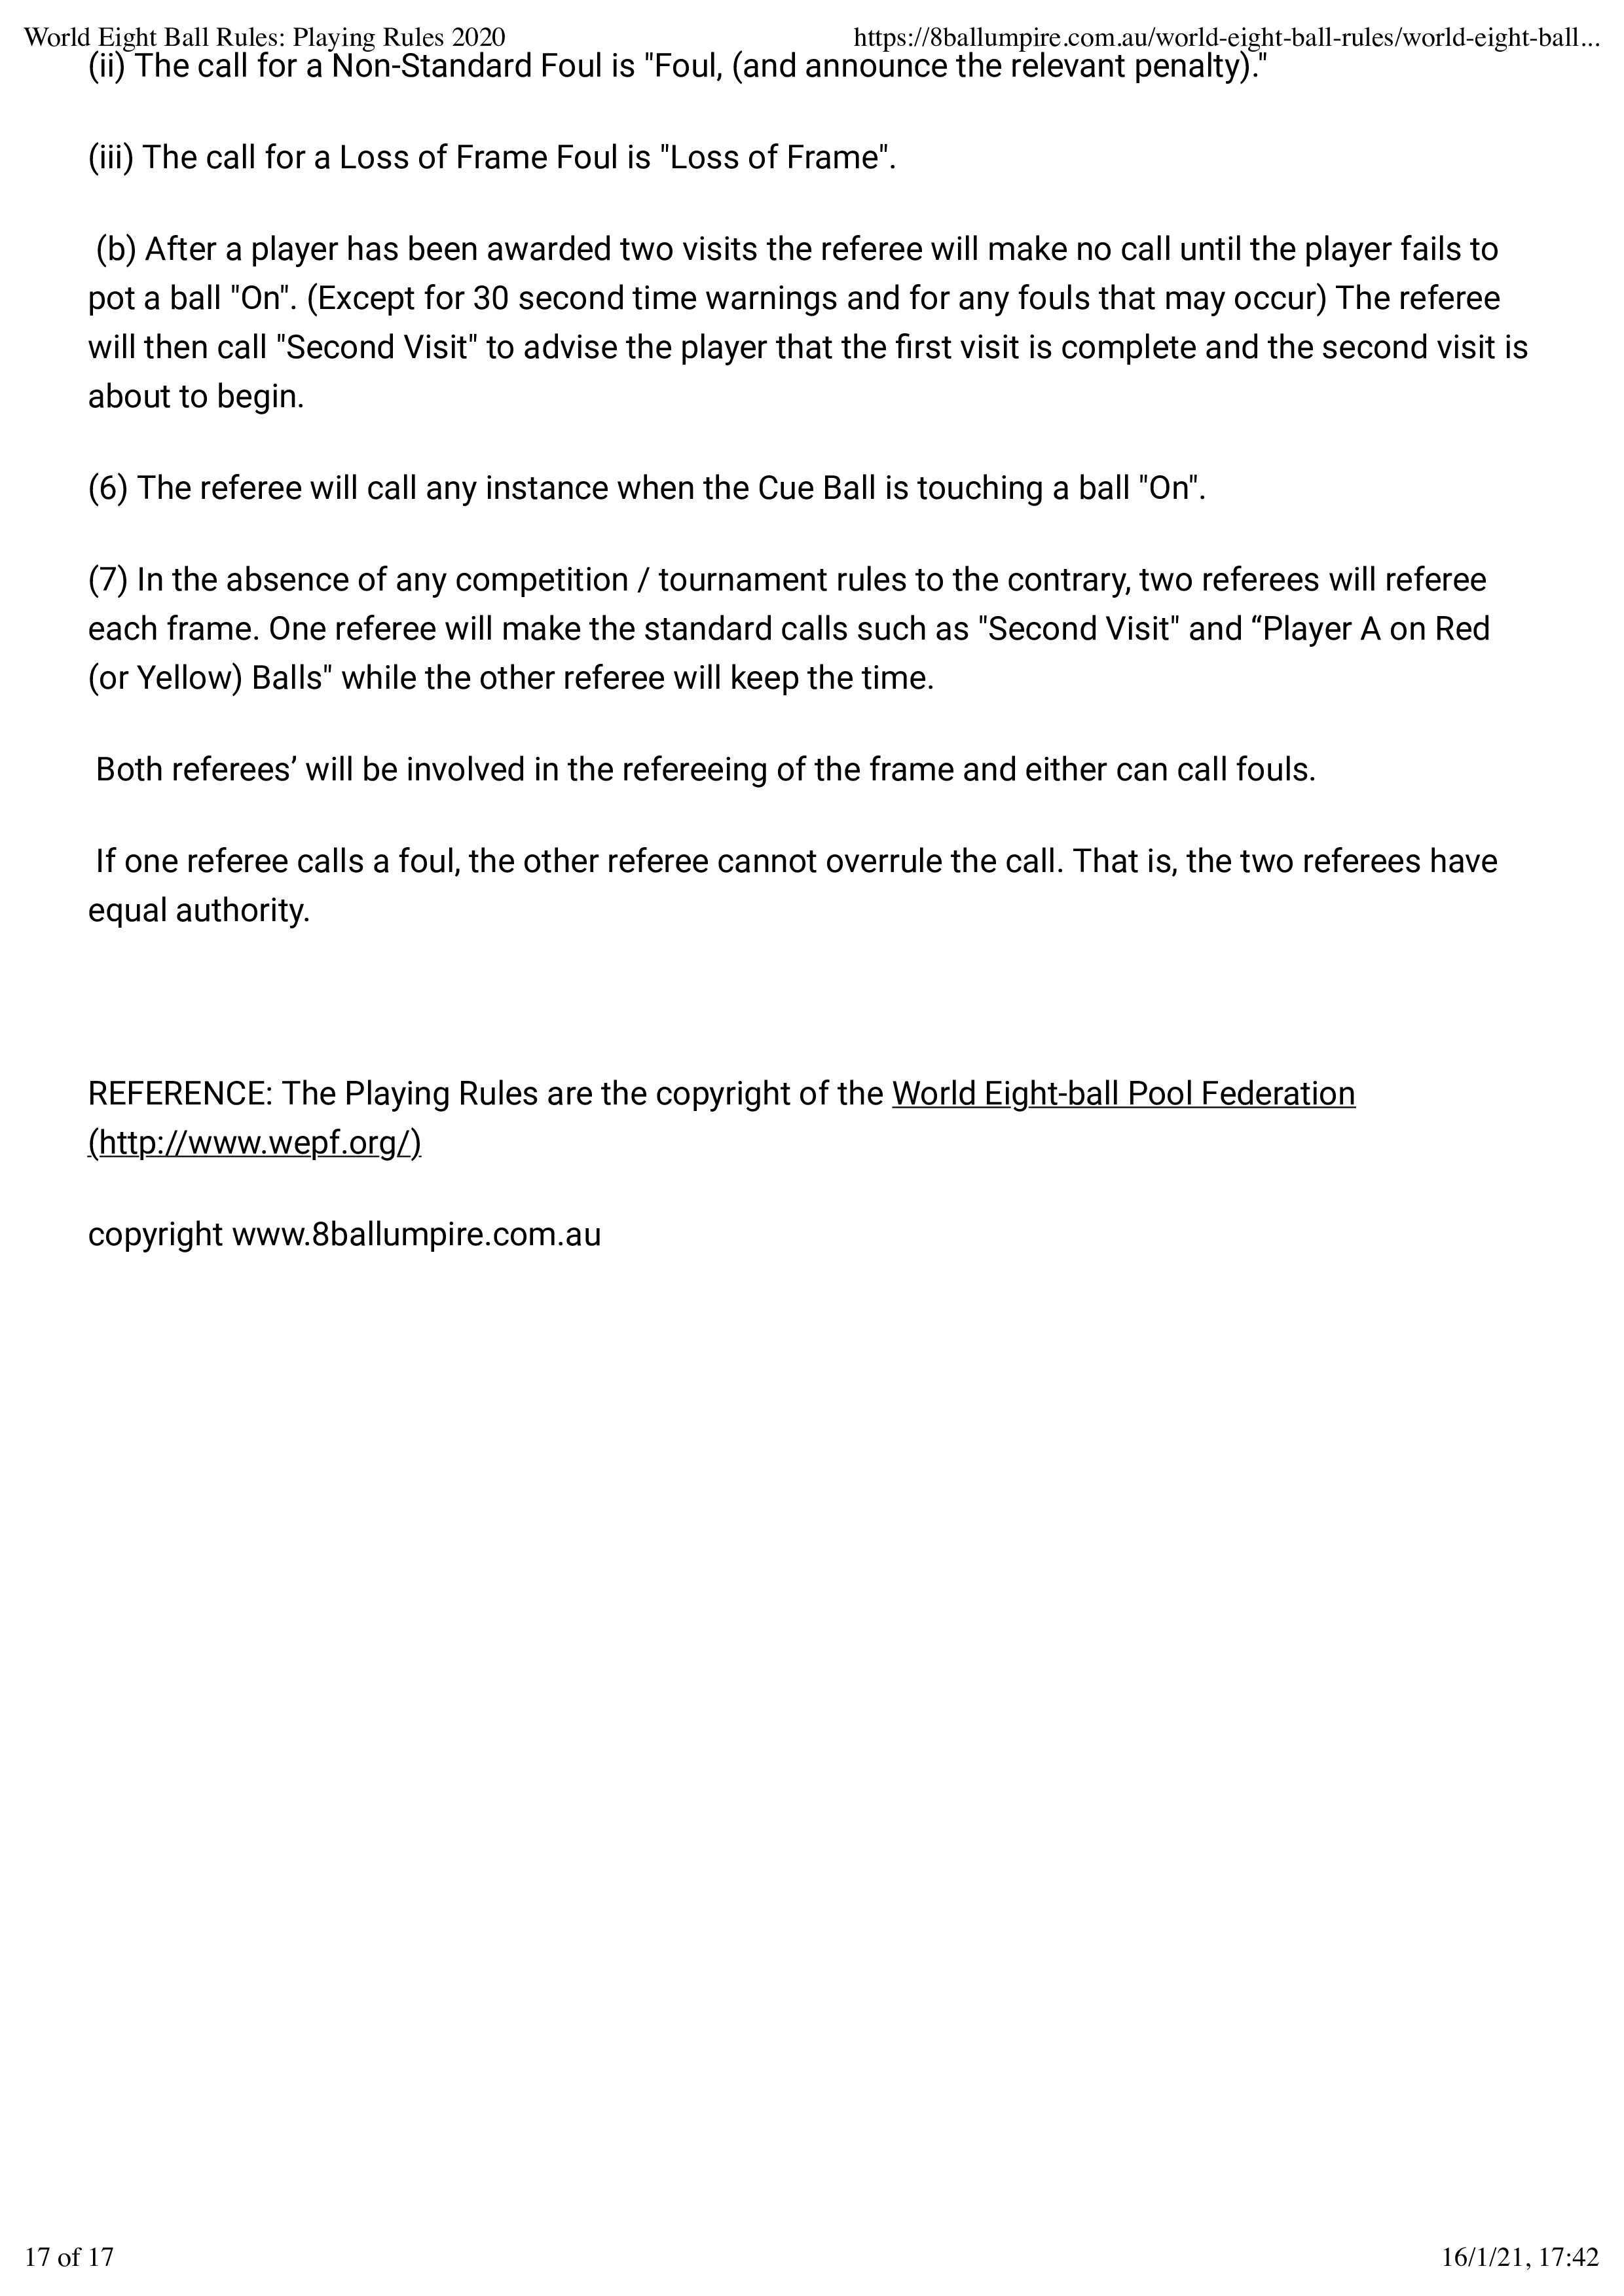 World Eight Ball Rules: Playing Rules 2020
https://8ballumpire.com.au/world-eight-ball-rules/world-eight-ball...
(ii) The call for a Non-Standard Foul is "Foul, (and announce the relevant penalty)."
(iii) The call for a Loss of Frame Foul is "Loss of Frame".
(b) After a player has been awarded two visits the referee will make no call until the player fails to
pot a ball "On". (Except for 30 second time warnings and for any fouls that may occur) The referee
will then call "Second Visit" to advise the player that the first visit is complete and the second visit is
about to begin.
(6) The referee will call any instance when the Cue Ball is touching a ball "On".
(7) In the absence of any competition / tournament rules to the contrary, two referees will referee
each frame. One referee will make the standard calls such as "Second Visit" and “Player A on Red
(or Yellow) Balls" while the other referee will keep the time.
Both referees’ will be involved in the refereeing of the frame and either can call fouls.
If one referee calls a foul, the other referee cannot overrule the call. That is, the two referees have
equal authority.
REFERENCE: The Playing Rules are the copyright of the World Eight-ball Pool Federation
(http://www.wepf.org/)
copyright www.8ballumpire.com.au
17 of 17
16/1/21, 17:42